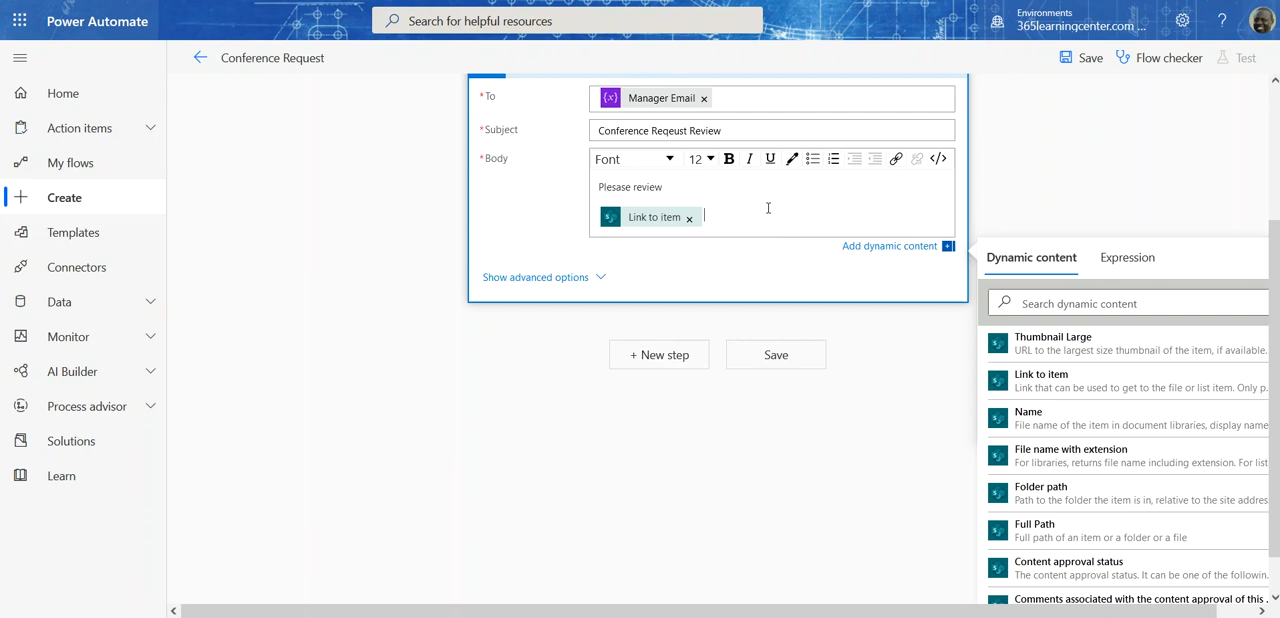 Power Automate
Search for helpful resources
Environments
365learningcenter.com ...
?
Conference Request
Save
Flow checker
Test
Home
Action items
My flows
Create
Templates
Connectors
Data
Monitor
AI Builder
Process advisor
Solutions
Learn
*To
{x} Manager Email ×
*Subject
Conference Reqeust Review
*Body
Font 12 B I U </>
Plesase review
S Link to item ×
Add dynamic content +
Show advanced options
+ New step
Save
Dynamic content Expression
Search dynamic content
Thumbnail Large
URL to the largest size thumbnail of the item, if available.
Link to item
Link that can be used to get to the file or list item. Only p...
Name
File name of the item in document libraries, display name
File name with extension
For libraries, returns file name including extension. For list
Folder path
Path to the folder the item is in, relative to the site addres
Full Path
Full path of an item or a folder or a file
Content approval status
The content approval status. It can be one of the followin...
Comments associated with the content approval of this ...